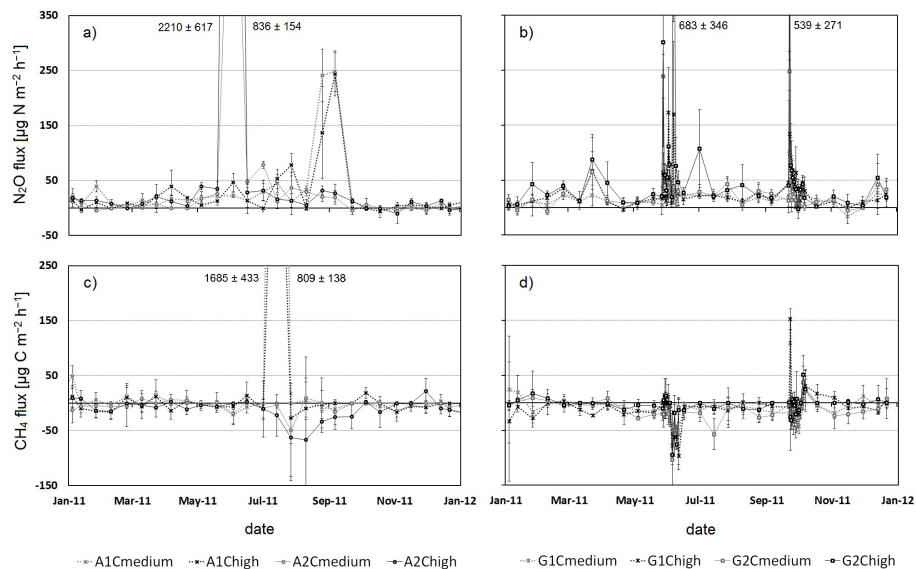 a)
2210 ± 617
836 ± 154
N₂O flux [µg N m⁻² h⁻¹]
250
150
50
-50
b)
683 ± 346
539 ± 271
c)
1685 ± 433
809 ± 138
CH₄ flux [µg C m⁻² h⁻¹]
250
150
50
-50
-150
d)
Jan-11 Mar-11 May-11 Jul-11 Sep-11 Nov-11 Jan-12
Jan-11 Mar-11 May-11 Jul-11 Sep-11 Nov-11 Jan-12
date
date
A1Cmedium A1Chigh A2Cmedium A2Chigh
G1Cmedium G1Chigh G2Cmedium G2Chigh